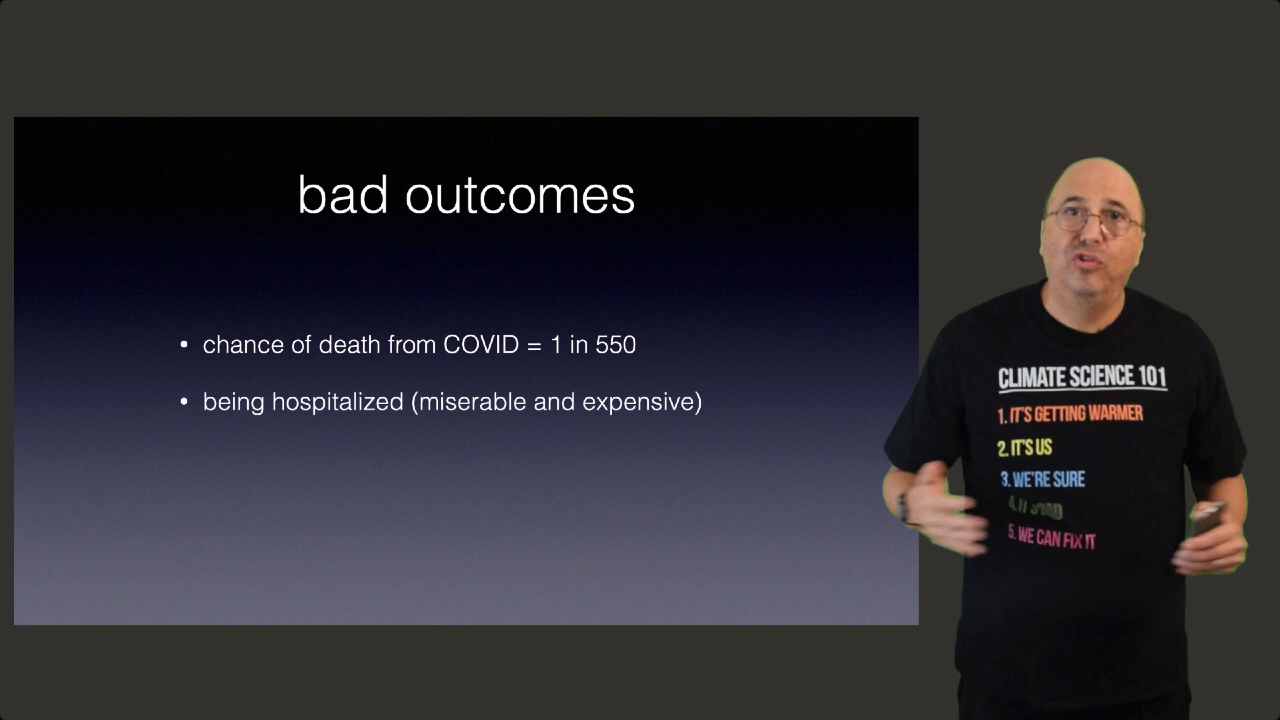 bad outcomes
• chance of death from COVID = 1 in 550
• being hospitalized (miserable and expensive)
CLIMATE SCIENCE 101
1. IT'S GETTING WARMER
2. IT'S US
3. WE'RE SURE
5. WE CAN FIX IT